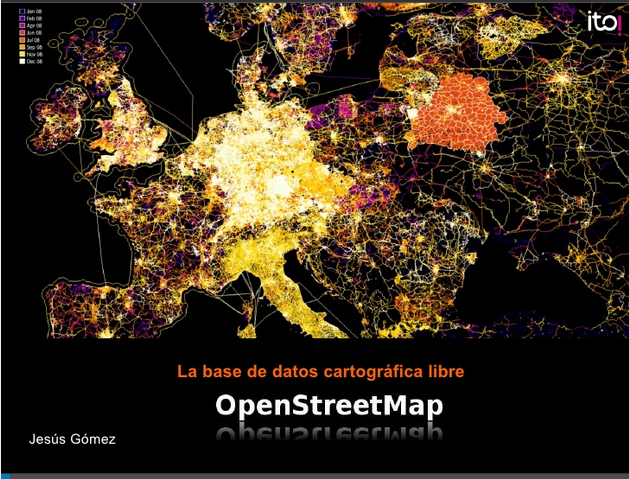 Jan 08
Feb 08
Apr 08
Jun 08
Jul 08
Sep 08
Nov 08
Dec 08
ito!
La base de datos cartográfica libre
OpenStreetMap
Jesús Gómez